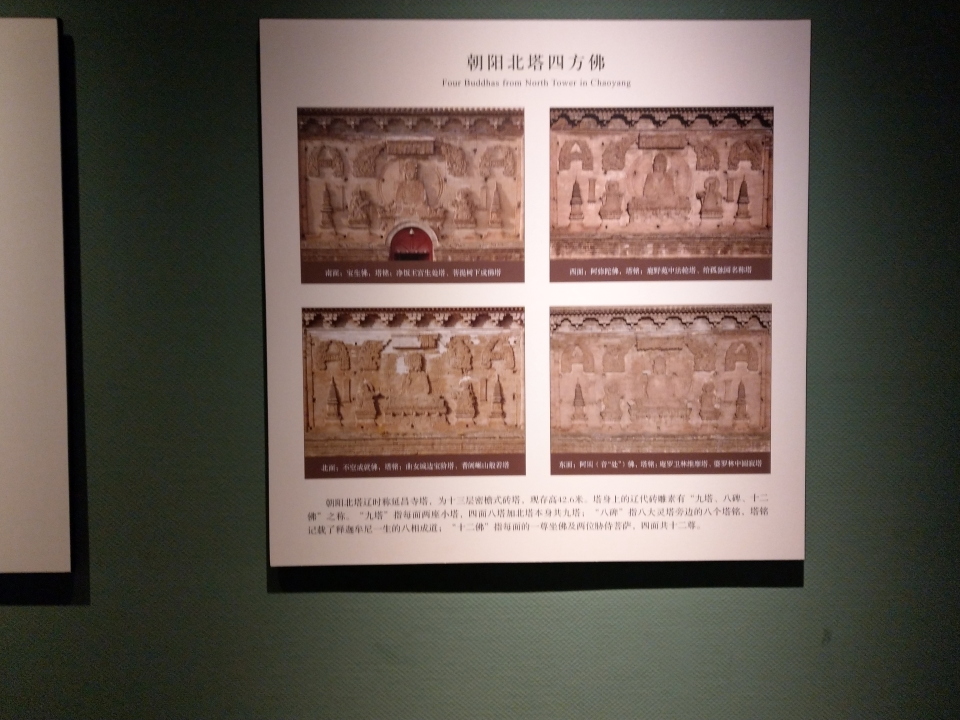 朝阳北塔四方佛
Four Buddhas from North Tower in Chaoyang
南面：宝生佛，塔铭：净饭王宫生处塔、菩提树下成佛塔
西面：阿弥陀佛，塔铭：鹿野苑中法轮塔、给孤独园名称塔
北面：不空成就佛，塔铭：曲女城边宝阶塔、耆阇崛山般若塔
东面：阿閦（音“处”）佛，塔铭：庵罗卫林维摩塔、娑罗林中圆寂塔
朝阳北塔辽时称延昌寺塔，为十三层密檐式砖塔，现存高42.6米。塔身上的辽代砖雕素有“九塔、八碑、十二
佛”之称。“九塔”指每面两座小塔，四面八塔加北塔本身共九塔；“八碑”指八大灵塔旁边的八个塔铭，塔铭
记载了释迦牟尼一生的八相成道；“十二佛”指每面的一尊坐佛及两位胁侍菩萨，四面共十二尊。